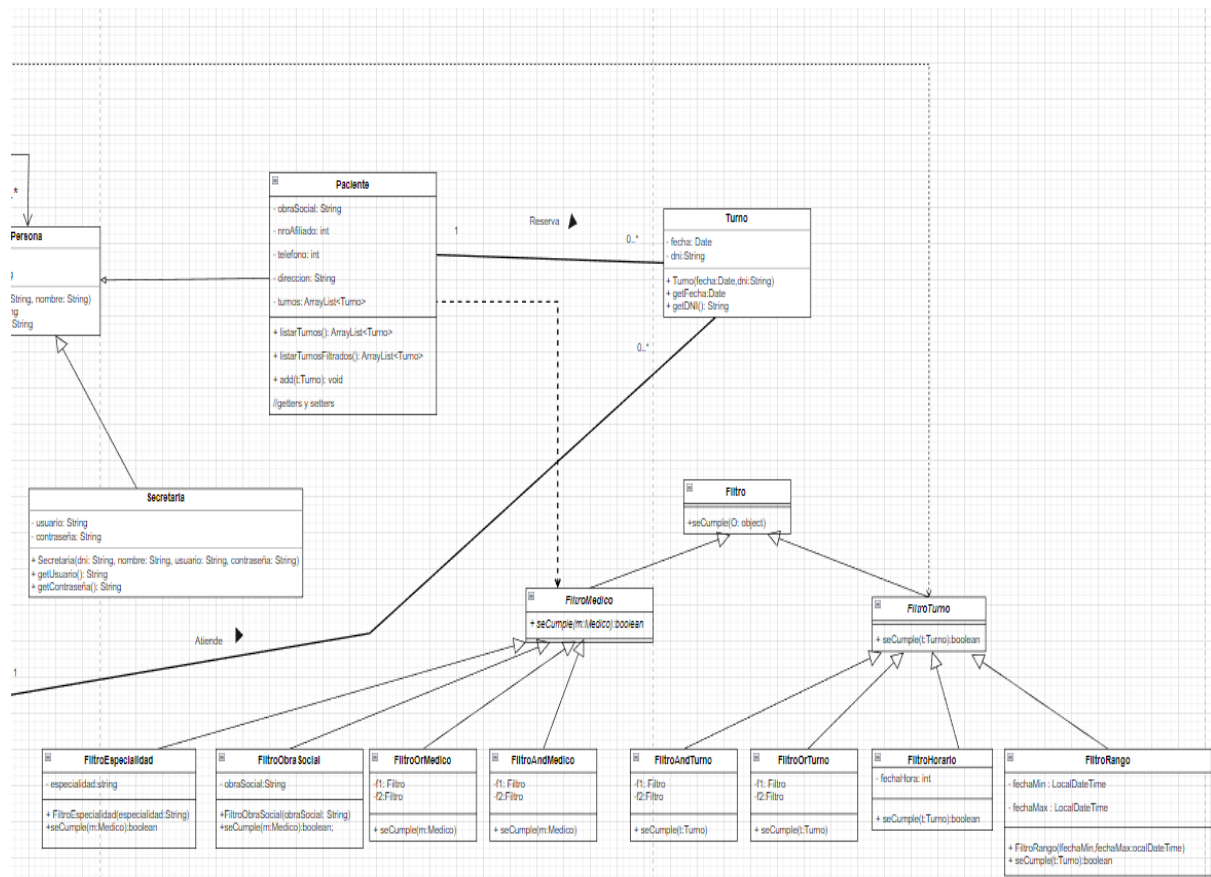 Persona
String, nombre: String)
String
Paciente
- obraSocial: String
- nroAfiliado: int
- telefono: int
- direccion: String
- turnos: ArrayList<Turno>
+ listarTurnos(): ArrayList<Turno>
+ listarTurnosFiltrados(): ArrayList<Turno>
+ add(t:Turno): void
//getters y setters
Reserva
1
0..*
Turno
- fecha: Date
- dni:String
+ Turno(fecha:Date,dni:String)
+ getFecha:Date
+ getDNI(): String
0..*
Secretaria
- usuario: String
- contraseña: String
+ Secretaria(dni: String, nombre: String, usuario: String, contraseña: String)
+ getUsuario(): String
+ getContraseña(): String
Atiende
1
Filtro
+seCumple(O: object)
FiltroMedico
+ seCumple(m:Medico):boolean
FiltroTurno
+ seCumple(t:Turno):boolean
FiltroEspecialidad
- especialidad:string
+ FiltroEspecialidad(especialidad:String)
+seCumple(m:Medico):boolean
FiltroObraSocial
- obraSocial:String
+FiltroObraSocial(obraSocial: String)
+seCumple(m:Medico):boolean;
FiltroOrMedico
-f1: Filtro
-f2:Filtro
+ seCumple(m:Medico)
FiltroAndMedico
-f1: Filtro
-f2:Filtro
+ seCumple(m:Medico)
FiltroAndTurno
-f1: Filtro
-f2:Filtro
+ seCumple(t:Turno)
FiltroOrTurno
-f1: Filtro
-f2:Filtro
+ seCumple(t:Turno)
FiltroHorario
- fechaHora: int
+ seCumple(t:Turno):boolean
FiltroRango
- fechaMin : LocalDateTime
- fechaMax : LocalDateTime
+ FiltroRango(lfechaMin,fechaMax:ocalDateTime)
+ seCumple(t:Turno):boolean